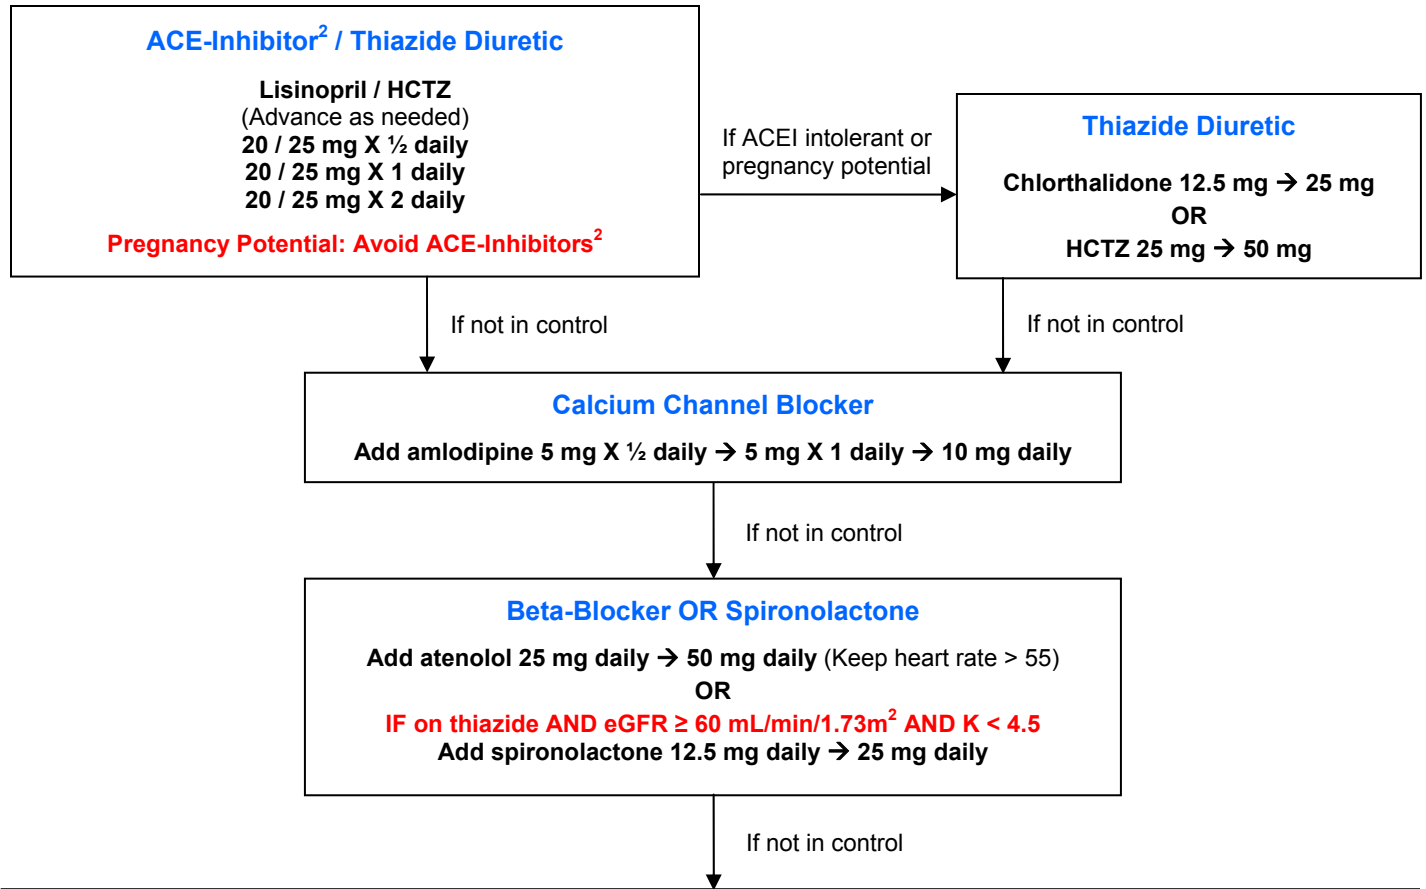 ACE-Inhibitor² / Thiazide Diuretic
Lisinopril / HCTZ
(Advance as needed)
20 / 25 mg X ½ daily
20 / 25 mg X 1 daily
20 / 25 mg X 2 daily
Pregnancy Potential: Avoid ACE-Inhibitors²
If ACEI intolerant or
pregnancy potential
Thiazide Diuretic
Chlorthalidone 12.5 mg → 25 mg
OR
HCTZ 25 mg → 50 mg
If not in control
If not in control
Calcium Channel Blocker
Add amlodipine 5 mg X ½ daily → 5 mg X 1 daily → 10 mg daily
If not in control
Beta-Blocker OR Spironolactone
Add atenolol 25 mg daily → 50 mg daily (Keep heart rate > 55)
OR
IF on thiazide AND eGFR ≥ 60 mL/min/1.73m² AND K < 4.5
Add spironolactone 12.5 mg daily → 25 mg daily
If not in control